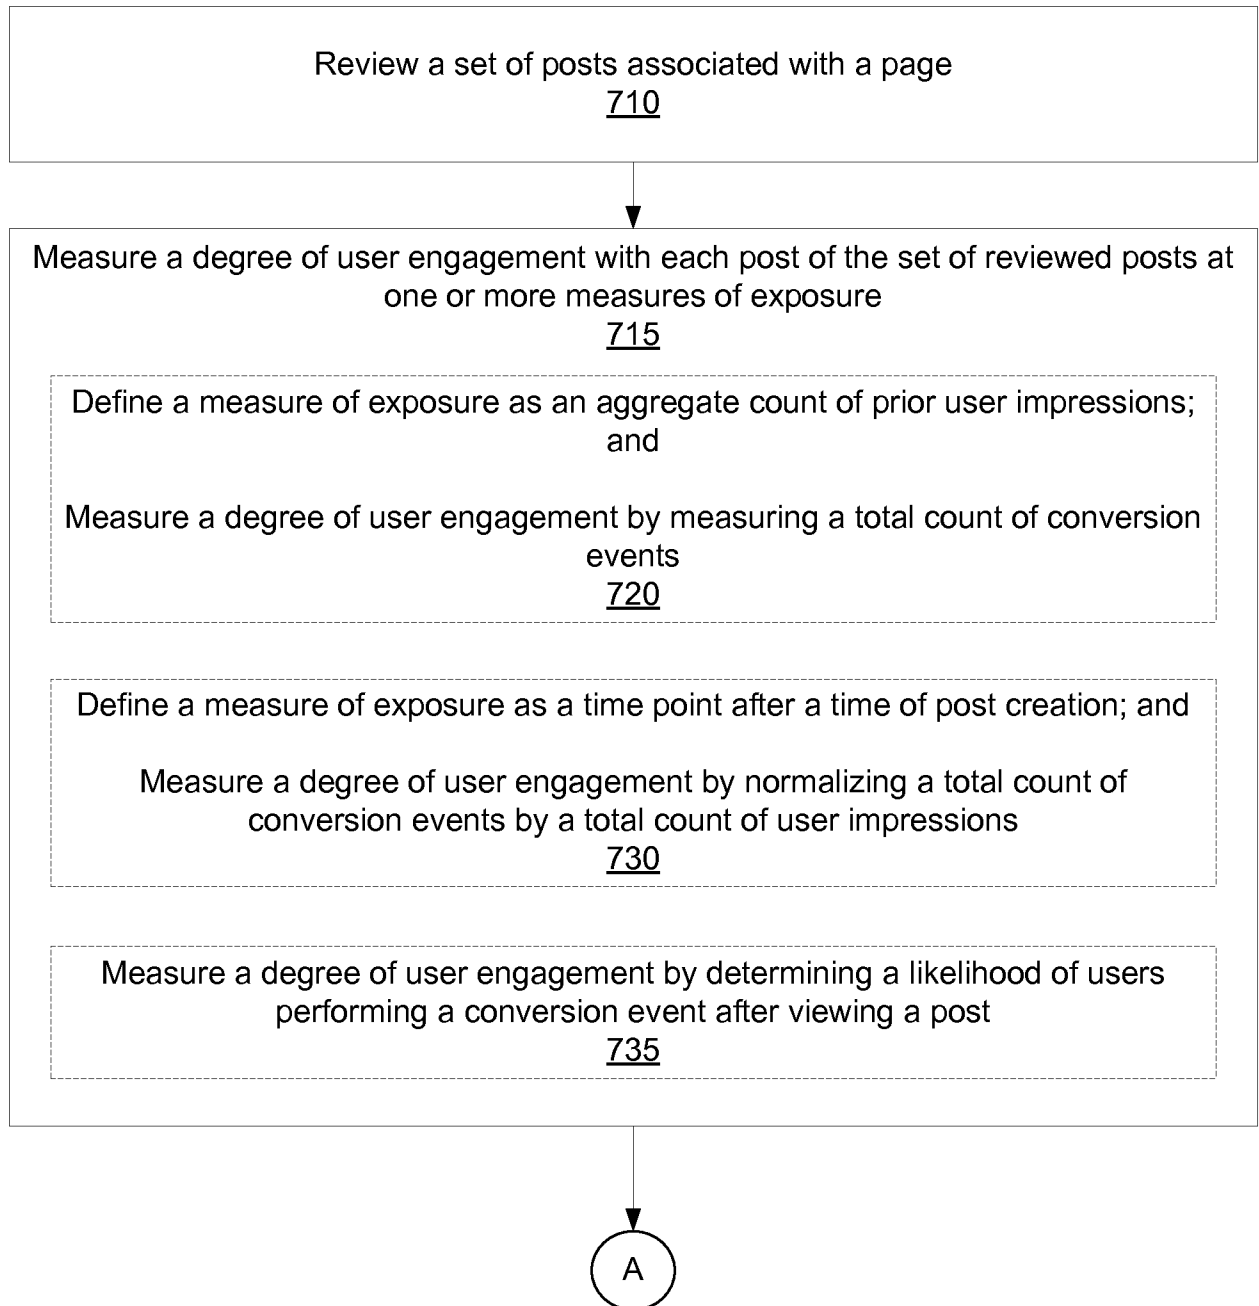 Review a set of posts associated with a page
710
Measure a degree of user engagement with each post of the set of reviewed posts at
one or more measures of exposure
715
Define a measure of exposure as an aggregate count of prior user impressions;
and
Measure a degree of user engagement by measuring a total count of conversion
events
720
Define a measure of exposure as a time point after a time of post creation; and
Measure a degree of user engagement by normalizing a total count of
conversion events by a total count of user impressions
730
Measure a degree of user engagement by determining a likelihood of users
performing a conversion event after viewing a post
735
A